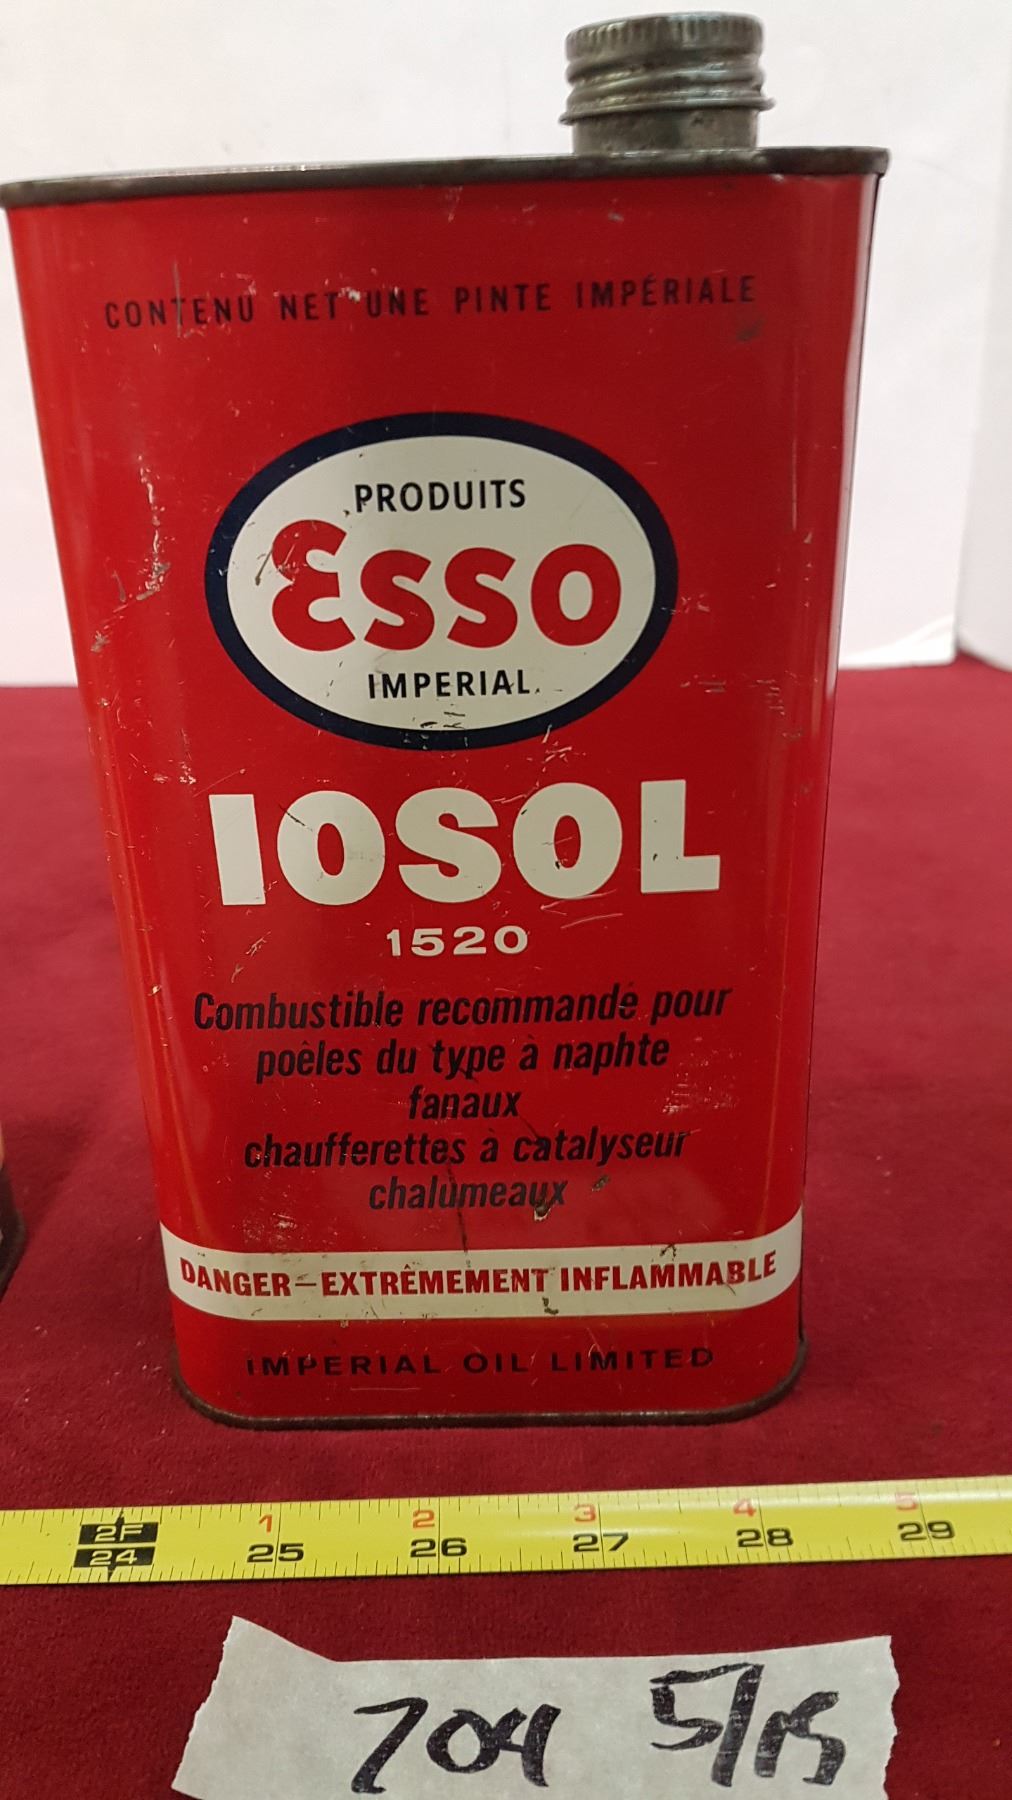 CONTENU NET UNE PINTE IMPÉRIALE
PRODUITS
Esso
IMPERIAL
IOSOL
1520
Combustible recommandé pour
poêles du type à naphte
fanaux
chaufferettes à catalyseur
chalumeaux
DANGER—EXTRÊMEMENT INFLAMMABLE
IMPERIAL OIL LIMITED
2F 1 2 3 4 5
24 25 26 27 28 29
704 5/15